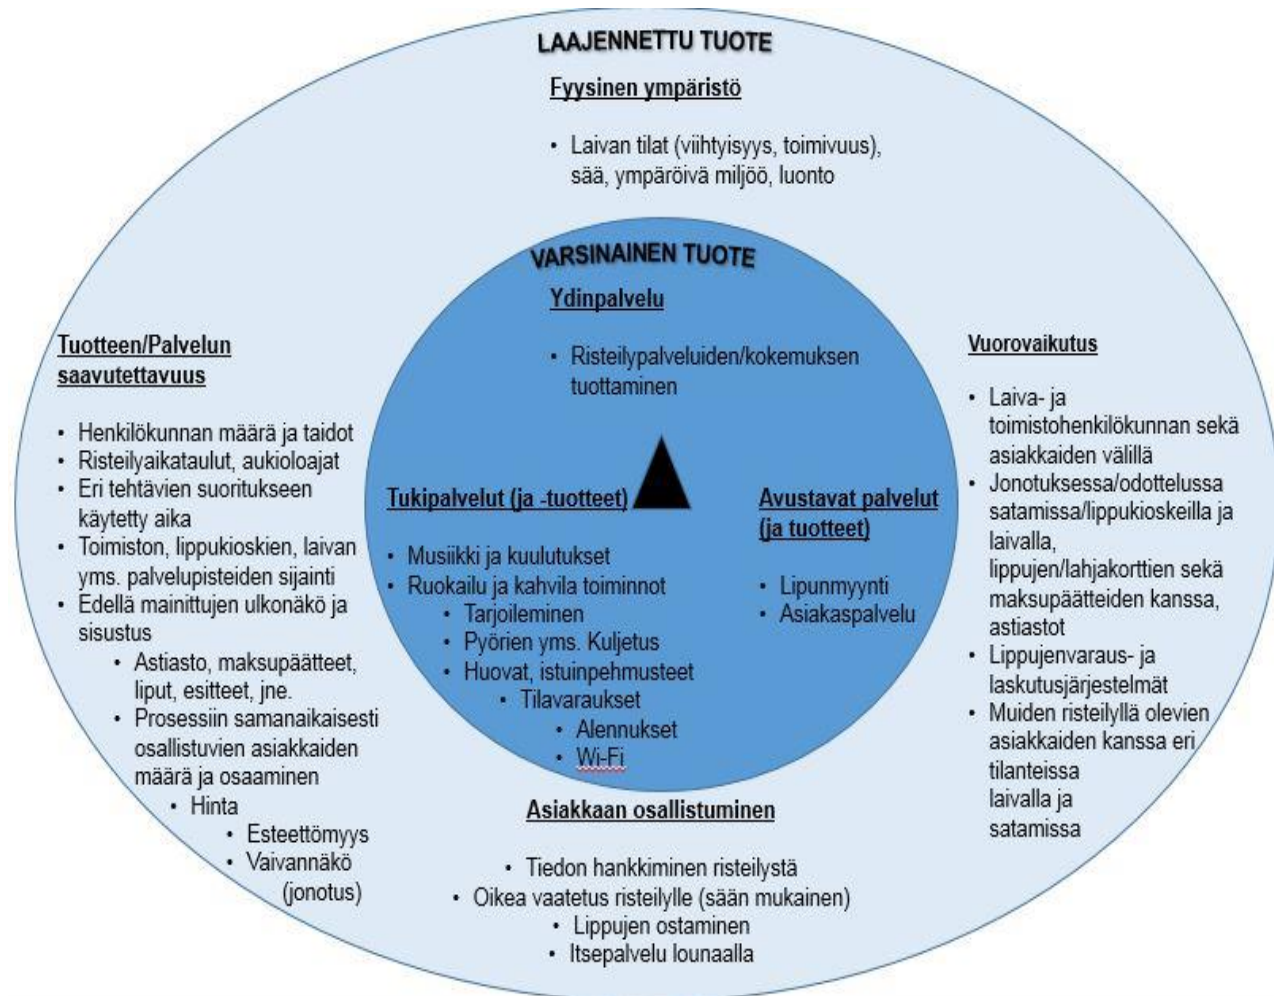 LAAJENNETTU TUOTE
Fyysinen ympäristö
• Laivan tilat (viihtyisyys, toimivuus),
sää, ympäröivä miljöö, luonto
VARSINAINEN TUOTE
Ydinpalvelu
• Risteilypalveluiden/kokemuksen
tuottaminen
Tukipalvelut (ja -tuotteet)
• Musiikki ja kuulutukset
• Ruokailu ja kahvila toiminnot
• Tarjoileminen
• Pyörien yms. Kuljetus
• Huovat, istuinpehmusteet
• Tilavaraukset
• Alennukset
• Wi-Fi
Avustavat palvelut
(ja tuotteet)
• Lipunmyynti
• Asiakaspalvelu
Tuotteen/Palvelun
saavutettavuus
• Henkilökunnan määrä ja taidot
• Risteilyaikataulut, aukioloajat
• Eri tehtävien suoritukseen
käytetty aika
• Toimiston, lippukioskien, laivan
yms. palvelupisteiden sijainti
• Edellä mainittujen ulkonäkö ja
sisustus
• Astiasto, maksupäätteet,
liput, esitteet, jne.
• Prosessiin samanaikaisesti
osallistuvien asiakkaiden
määrä ja osaaminen
• Hinta
• Esteettömyys
• Vaivannäkö
(jonotus)
Vuorovaikutus
• Laiva- ja
toimistohenkilökunnan sekä
asiakkaiden välillä
• Jonotuksessa/odottelussa
satamissa/lippukioskeilla ja
laivalla,
lippujen/lahjakorttien sekä
maksupäätteiden kanssa,
astiastot
• Lippujenvaraus- ja
laskutusjärjestelmät
• Muiden risteilyllä olevien
asiakkaiden kanssa eri
tilanteissa
laivalla ja
satamissa
Asiakkaan osallistuminen
• Tiedon hankkiminen risteilystä
• Oikea vaatetus risteilylle (sään mukainen)
• Lippujen ostaminen
• Itsepalvelu lounaalla